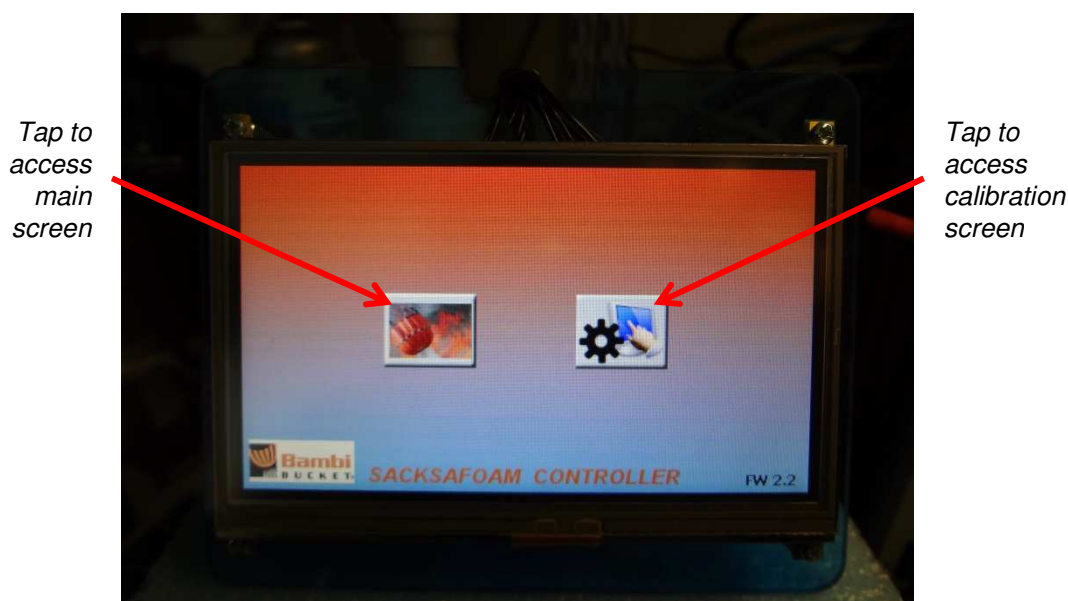 Tap to
access
main
screen
Tap to
access
calibration
screen
Bambi
BUCKET
SACKSAFOAM CONTROLLER
FW 2.2